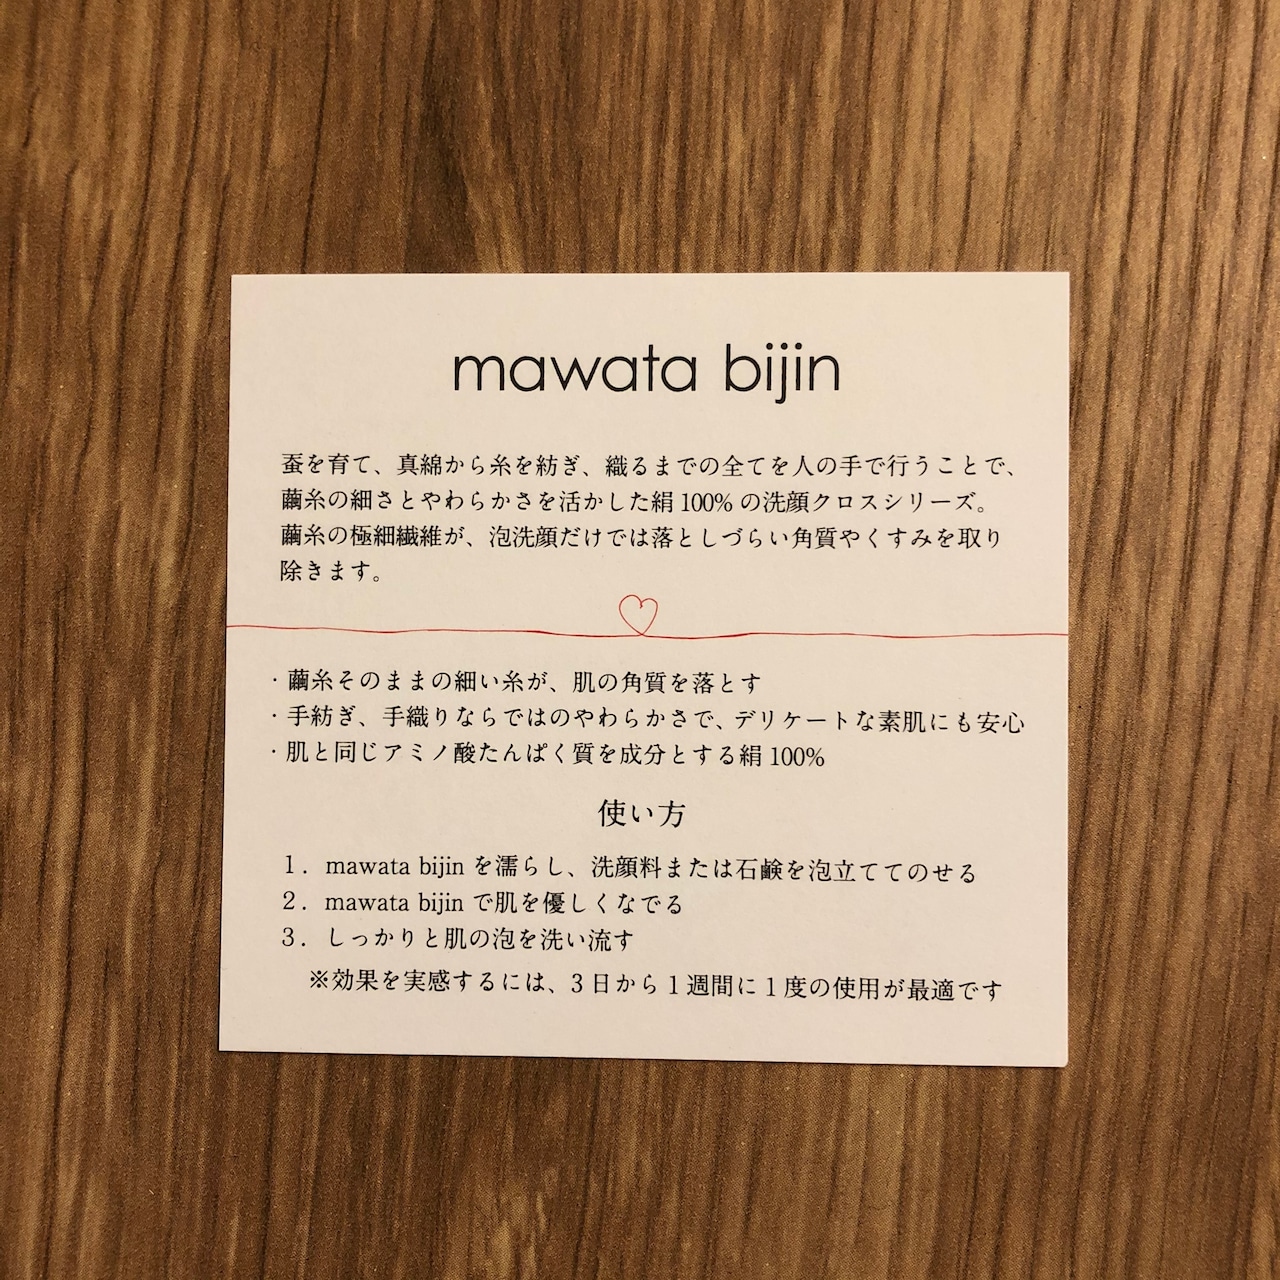 mawata bijin
蚕を育て、真綿から糸を紡ぎ、織るまでの全てを人の手で行うことで、
繭糸の細さとやわらかさを活かした絹 100% の洗顔クロスシリーズ。
繭糸の極細繊維が、泡洗顔だけでは落としづらい角質やくすみを取り
除きます。
・繭糸そのままの細い糸が、肌の角質を落とす
・手紡ぎ、手織りならではのやわらかさで、デリケートな素肌にも安心
・肌と同じアミノ酸たんぱく質を成分とする絹 100%
使い方
1．mawata bijin を濡らし、洗顔料または石鹸を泡立ててのせる
2．mawata bijin で肌を優しくなでる
3．しっかりと肌の泡を洗い流す
※効果を実感するには、3 日から 1 週間に 1 度の使用が最適です